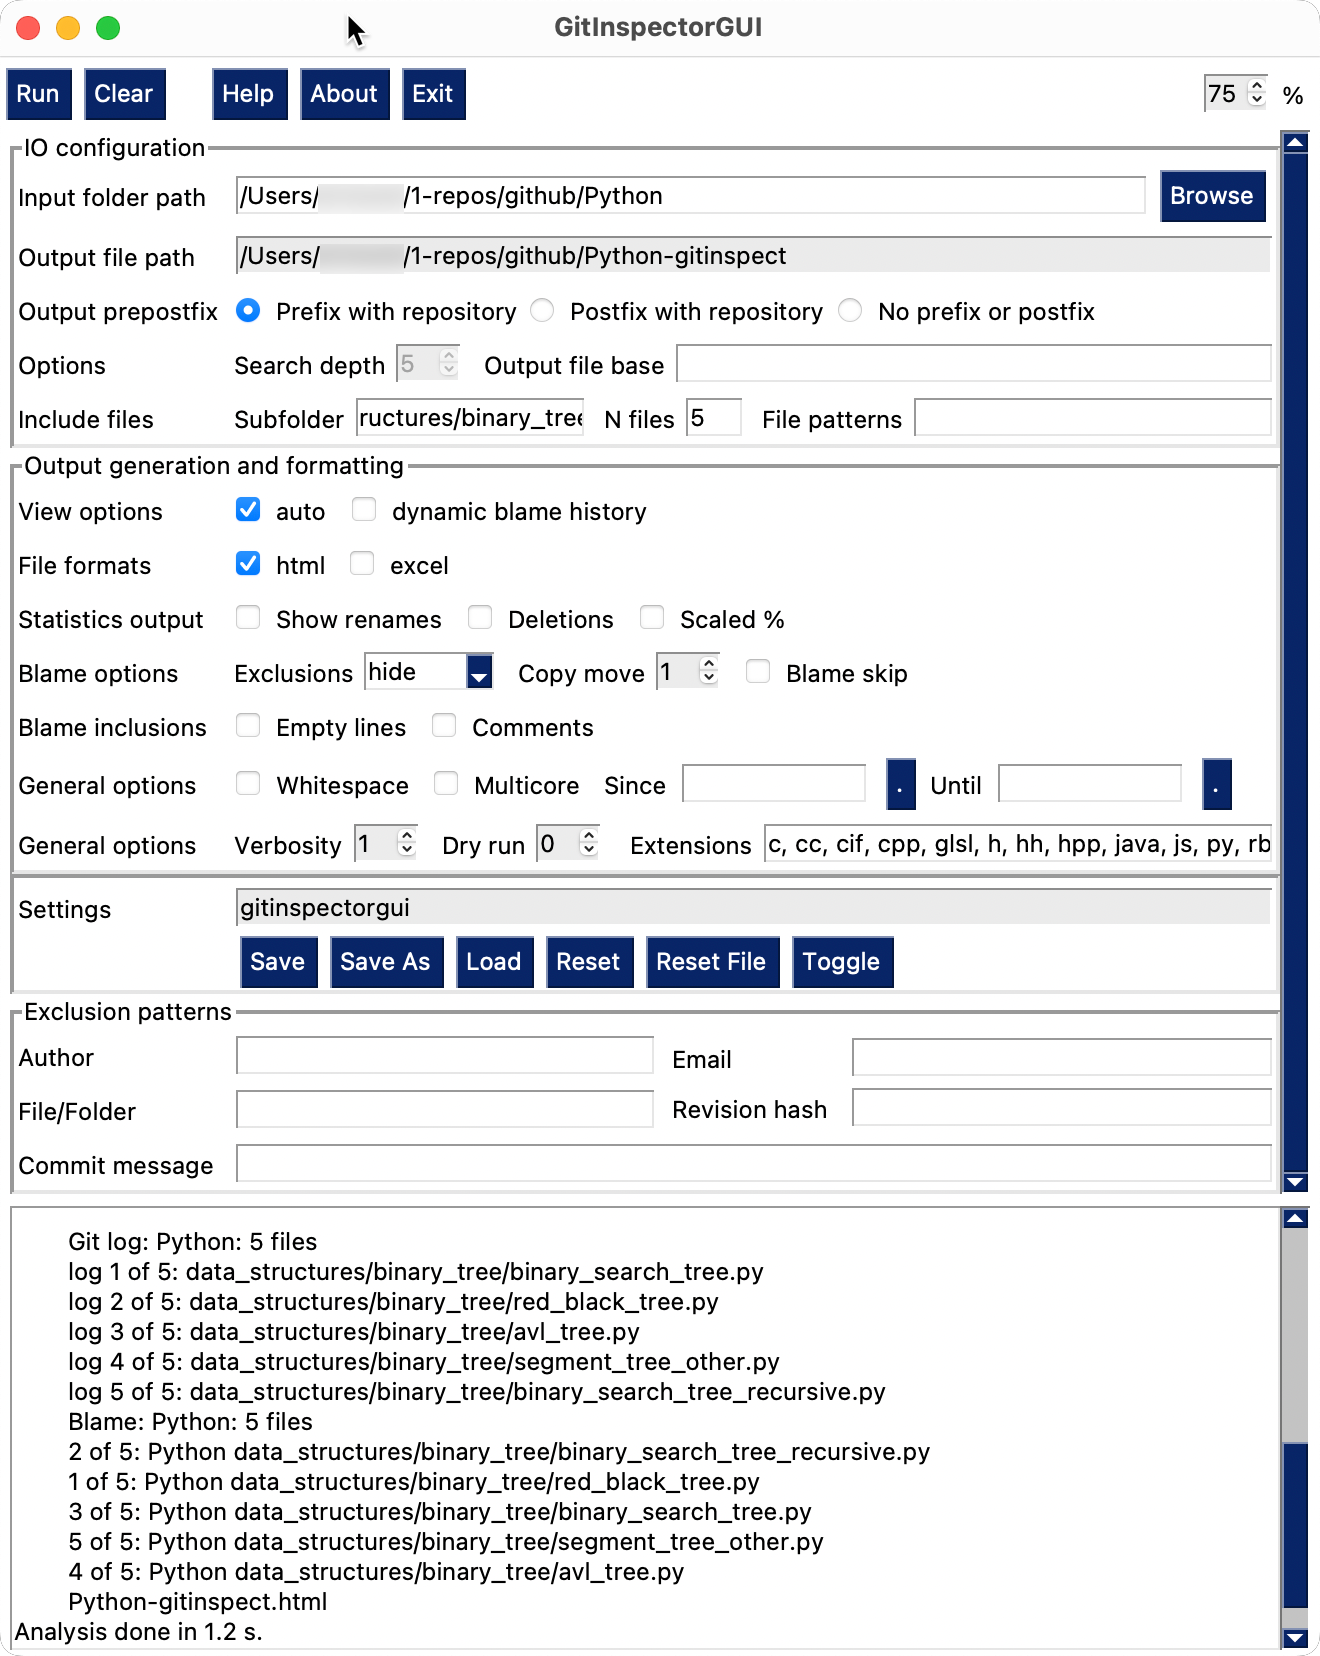 GitInspectorGUI
Run Clear Help About Exit 75 %
IO configuration
Input folder path /Users/ /1-repos/github/Python Browse
Output file path /Users/ /1-repos/github/Python-gitinspect
Output prepostfix Prefix with repository Postfix with repository No prefix or postfix
Options Search depth 5 Output file base
Include files Subfolder ructures/binary_tree N files 5 File patterns
Output generation and formatting
View options auto dynamic blame history
File formats html excel
Statistics output Show renames Deletions Scaled %
Blame options Exclusions hide Copy move 1 Blame skip
Blame inclusions Empty lines Comments
General options Whitespace Multicore Since . Until .
General options Verbosity 1 Dry run 0 Extensions c, cc, cif, cpp, glsl, h, hh, hpp, java, js, py, rb
Settings gitinspectorgui
Save Save As Load Reset Reset File Toggle
Exclusion patterns
Author Email
File/Folder Revision hash
Commit message
Git log: Python: 5 files
log 1 of 5: data_structures/binary_tree/binary_search_tree.py
log 2 of 5: data_structures/binary_tree/red_black_tree.py
log 3 of 5: data_structures/binary_tree/avl_tree.py
log 4 of 5: data_structures/binary_tree/segment_tree_other.py
log 5 of 5: data_structures/binary_tree/binary_search_tree_recursive.py
Blame: Python: 5 files
2 of 5: Python data_structures/binary_tree/binary_search_tree_recursive.py
1 of 5: Python data_structures/binary_tree/red_black_tree.py
3 of 5: Python data_structures/binary_tree/binary_search_tree.py
5 of 5: Python data_structures/binary_tree/segment_tree_other.py
4 of 5: Python data_structures/binary_tree/avl_tree.py
Python-gitinspect.html
Analysis done in 1.2 s.